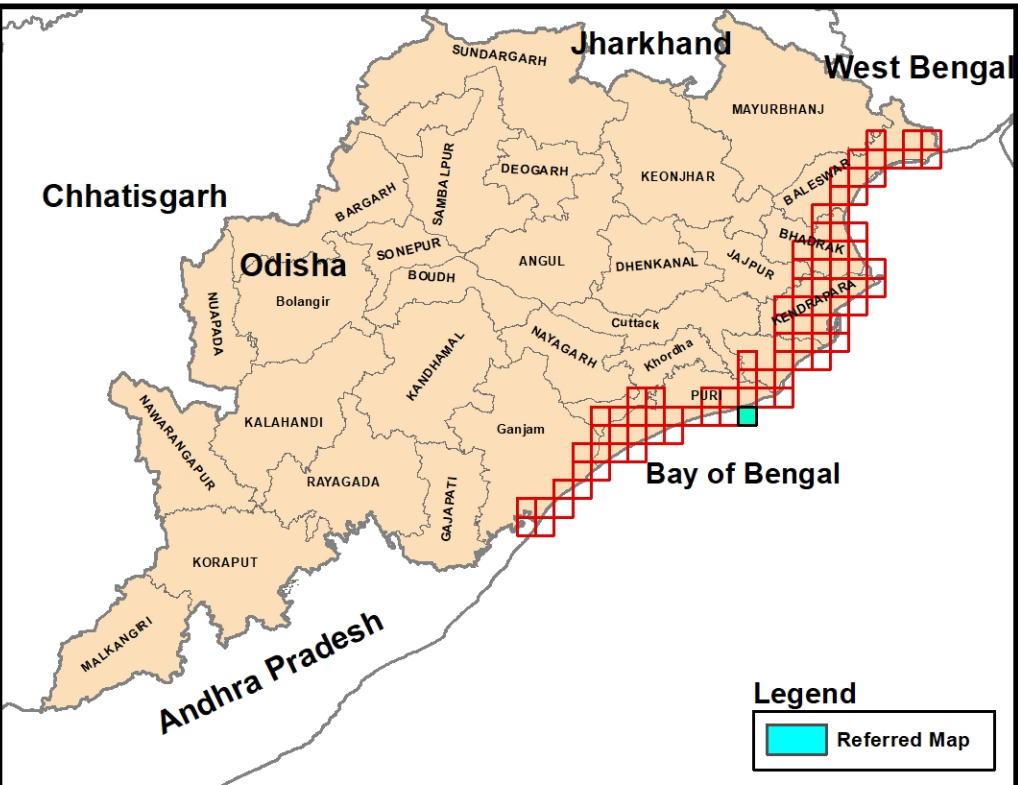 Jharkhand
SUNDARGARH
West Bengal
MAYURBHANJ
DEOGARH
KEONJHAR
SAMBALPUR
BALESWAR
Chhatisgarh
BARGARH
SONEPUR
BHADRAK
Odisha
ANGUL
DHENKANAL
JAJPUR
BOUDH
Bolangir
KENDRAPARA
NUAPADA
Cuttack
NAYAGARH
Khordha
KANDHAMAL
PURI
KALAHANDI
Ganjam
NAWARANGAPUR
Bay of Bengal
RAYAGADA
GAJAPATI
KORAPUT
MALKANGIRI
Andhra Pradesh
Legend
Referred Map